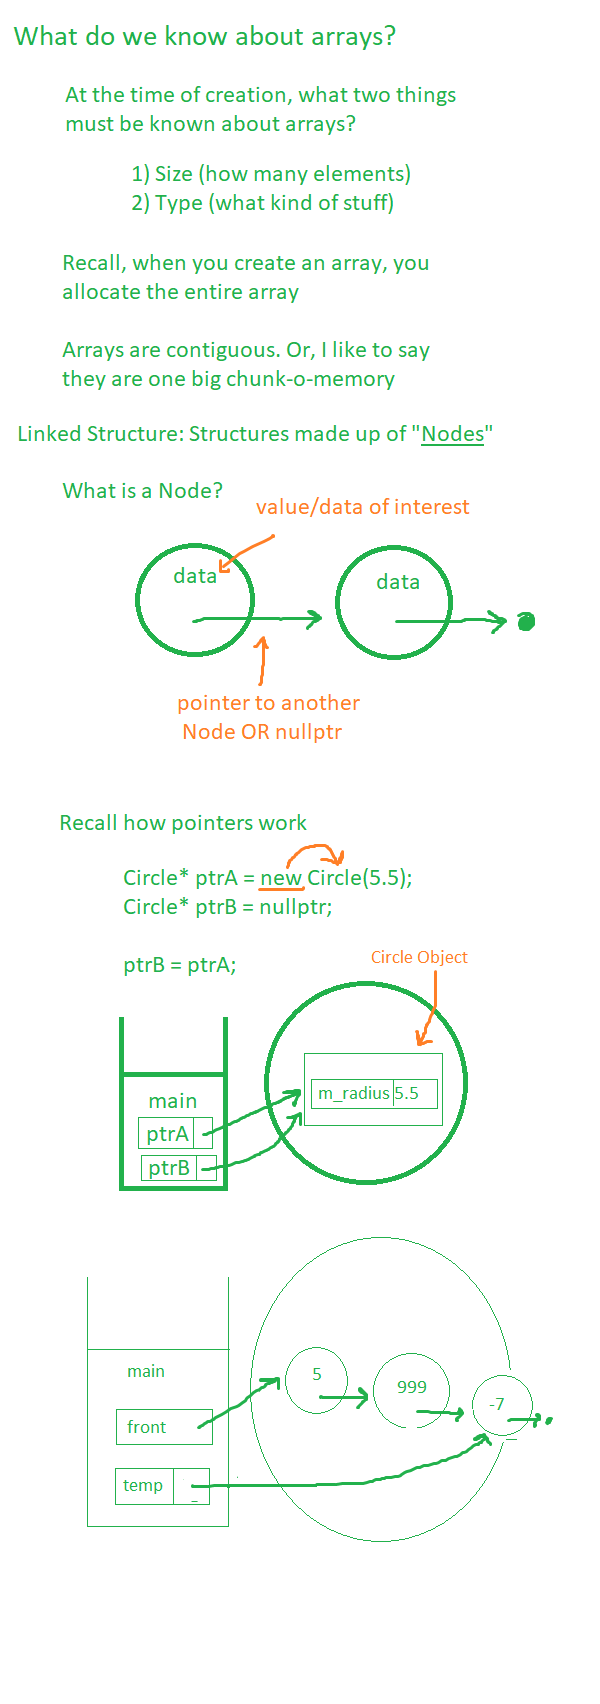 What do we know about arrays?
At the time of creation, what two things
must be known about arrays?
1) Size (how many elements)
2) Type (what kind of stuff)
Recall, when you create an array, you
allocate the entire array
Arrays are contiguous. Or, I like to say
they are one big chunk-o-memory
Linked Structure: Structures made up of "Nodes"
What is a Node?
value/data of interest
data
data
pointer to another
Node OR nullptr
Recall how pointers work
Circle* ptrA = new Circle(5.5);
Circle* ptrB = nullptr;
ptrB = ptrA;
Circle Object
m_radius 5.5
main
ptrA
ptrB
main
5
999
-7
front
temp